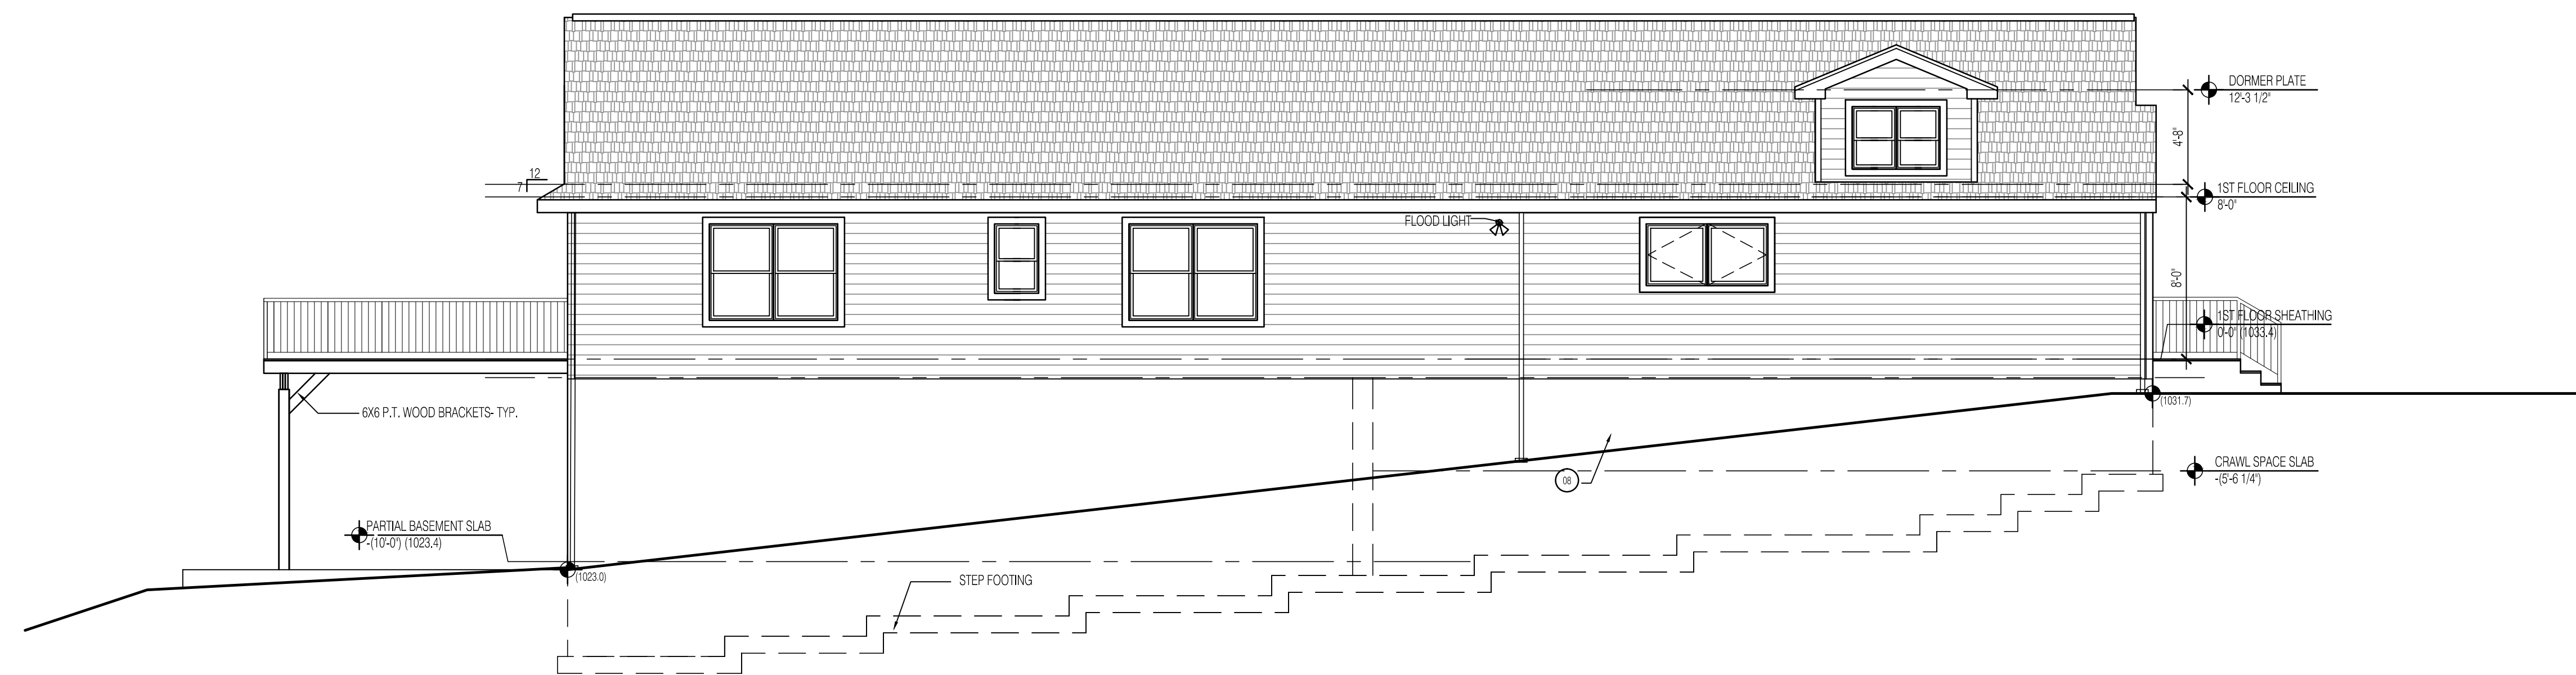 DORMER PLATE
12'-3 1/2"
4'-8"
12
7
1ST FLOOR CEILING
8'-0"
FLOOD LIGHT
8'-0"
1ST FLOOR SHEATHING
0'-0" (1033.4)
(1031.7)
6X6 P.T. WOOD BRACKETS- TYP.
CRAWL SPACE SLAB
-(5'-6 1/4")
08
PARTIAL BASEMENT SLAB
-(10'-0") (1023.4)
(1023.0)
STEP FOOTING